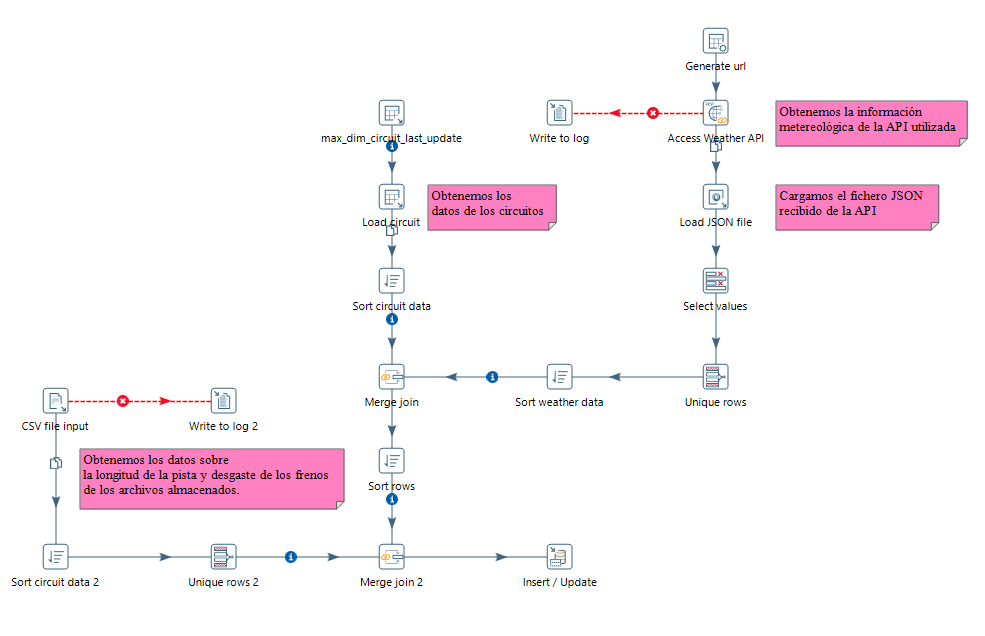 Generate url
max_dim_circuit_last_update
Write to log
Access Weather API
Obtenemos la información
metereológica de la API utilizada
Load circuit
Obtenemos los
datos de los circuitos
Load JSON file
Cargamos el fichero JSON
recibido de la API
Sort circuit data
Select values
Merge join
Sort weather data
Unique rows
CSV file input
Write to log 2
Obtenemos los datos sobre
la longitud de la pista y desgaste de los frenos
de los archivos almacenados.
Sort rows
Sort circuit data 2
Unique rows 2
Merge join 2
Insert / Update